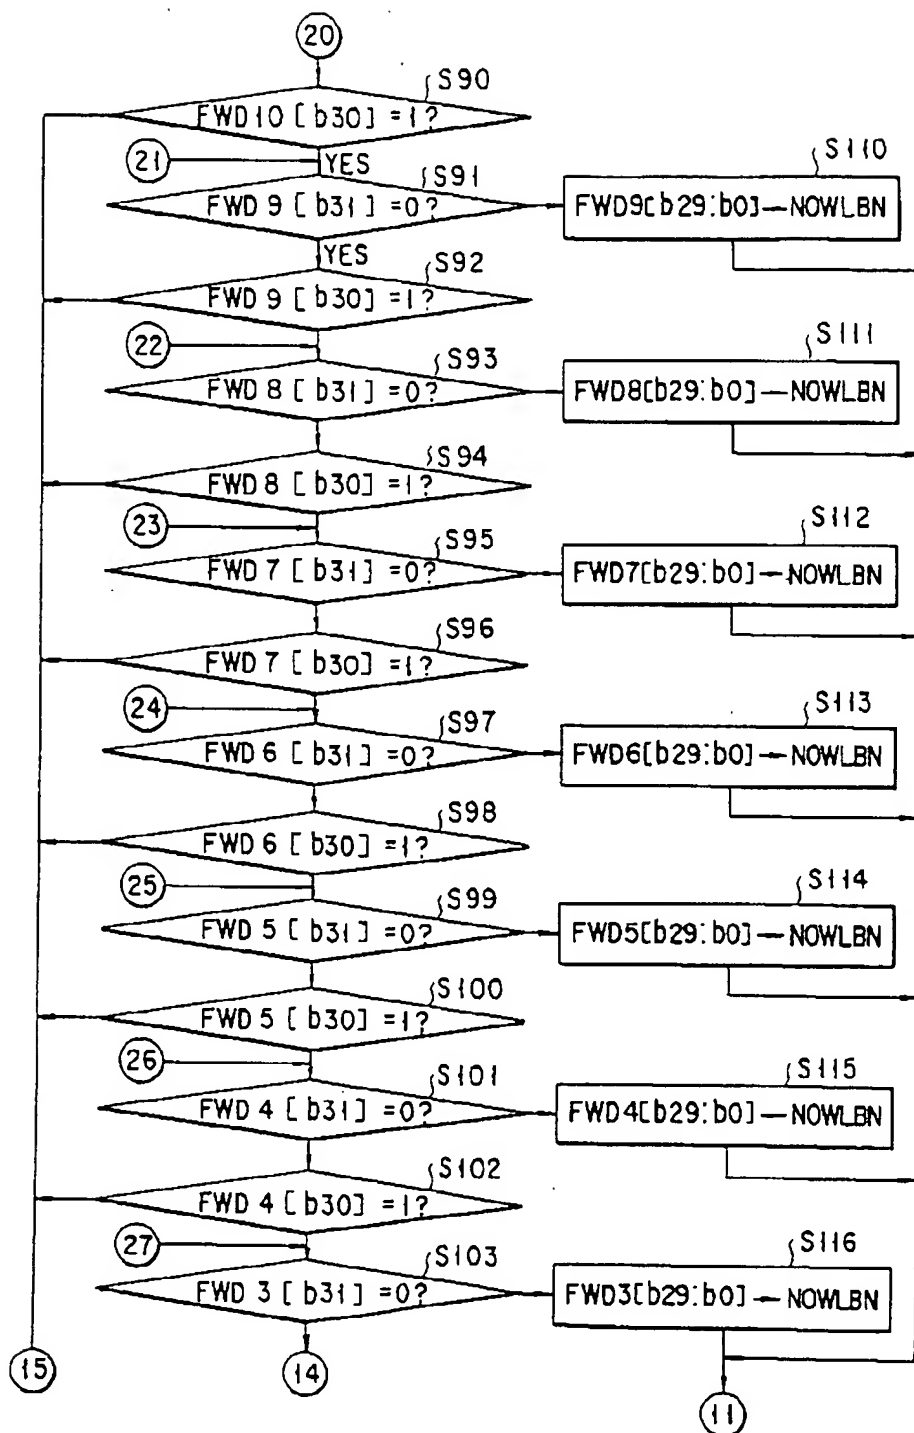 20
S90
FWD10 [b30] =1?
21
YES
S91
S110
FWD 9 [b31] =0?
FWD9[b29:b0]→NOWLBN
YES
S92
FWD 9 [b30] =1?
22
S93
S111
FWD 8 [b31] =0?
FWD8[b29:b0]→NOWLBN
S94
FWD 8 [b30] =1?
23
S95
S112
FWD 7 [b31] =0?
FWD7[b29:b0]→NOWLBN
S96
FWD 7 [b30] =1?
24
S97
S113
FWD 6 [b31] =0?
FWD6[b29:b0]→NOWLBN
S98
FWD 6 [b30] =1?
25
S99
S114
FWD 5 [b31] =0?
FWD5[b29:b0]→NOWLBN
S100
FWD 5 [b30] =1?
26
S101
S115
FWD 4 [b31] =0?
FWD4[b29:b0]→NOWLBN
S102
FWD 4 [b30] =1?
27
S103
S116
FWD 3 [b31] =0?
FWD3[b29:b0]→NOWLBN
15
14
11